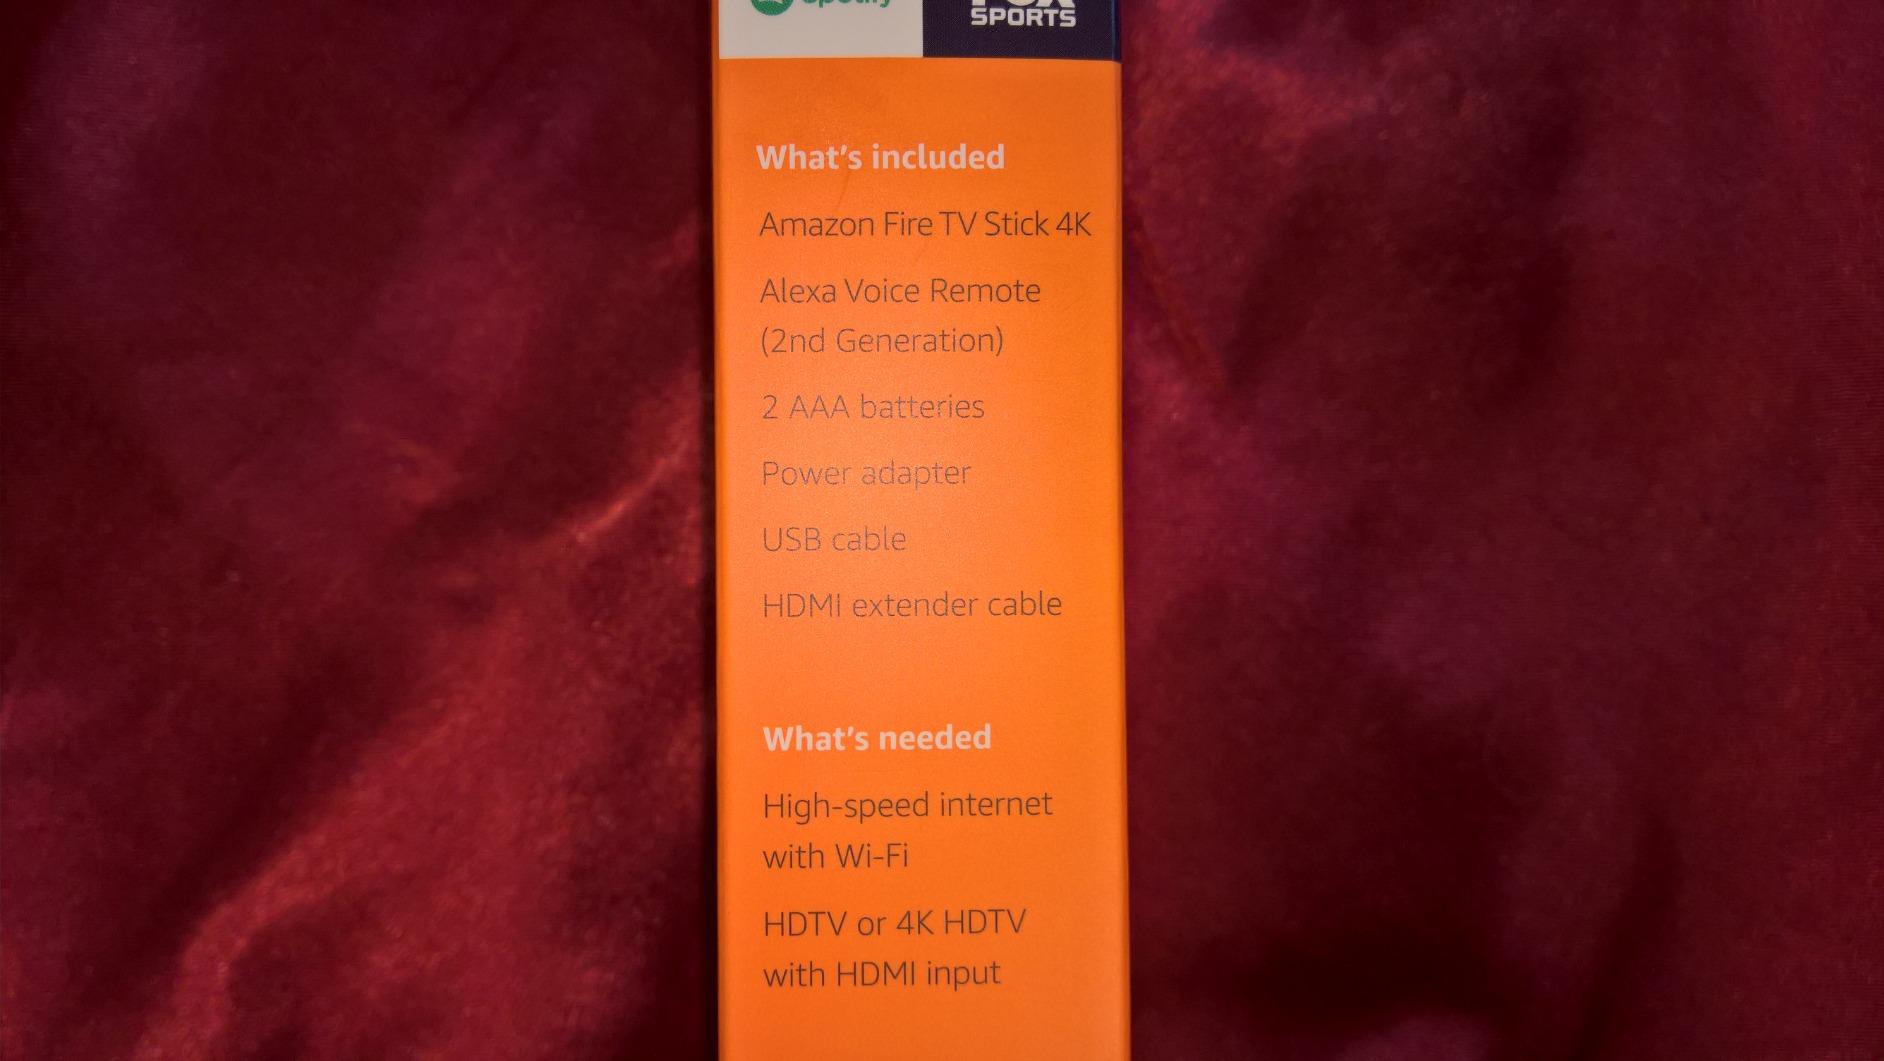 Spotify
FOX
SPORTS
What's included
Amazon Fire TV Stick 4K
Alexa Voice Remote
(2nd Generation)
2 AAA batteries
Power adapter
USB cable
HDMI extender cable
What's needed
High-speed internet
with Wi-Fi
HDTV or 4K HDTV
with HDMI input